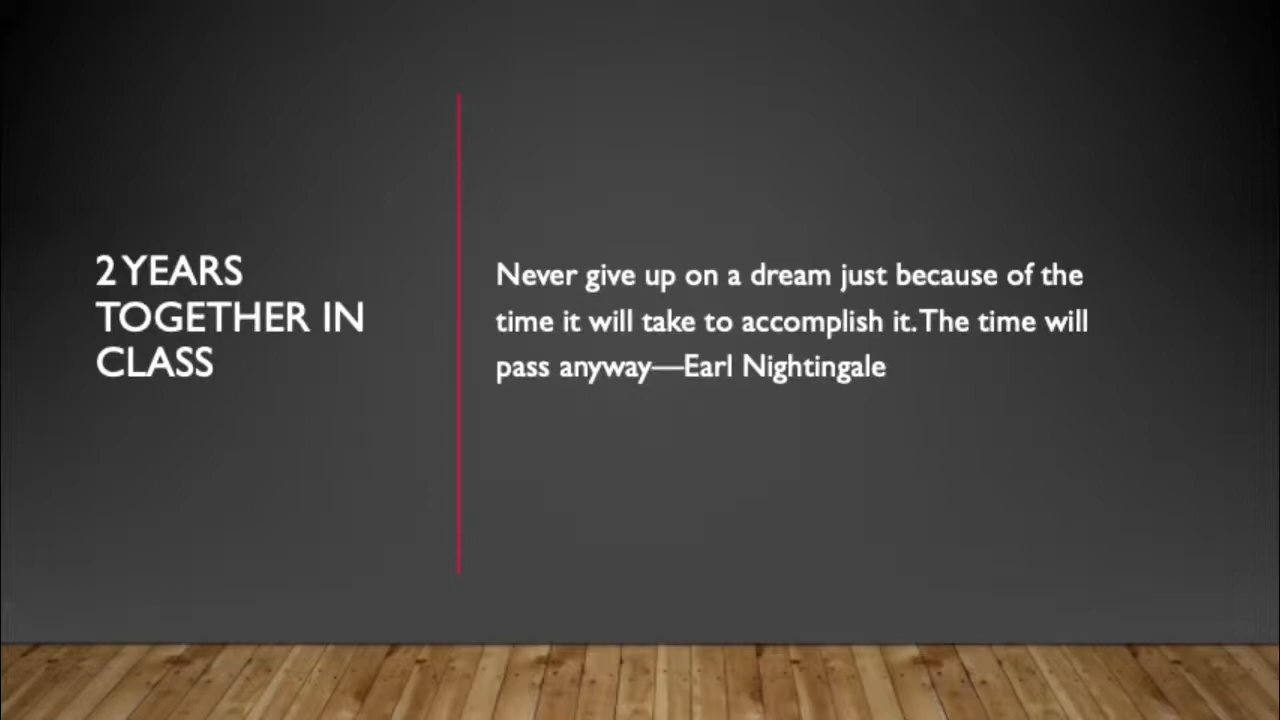 2 YEARS
TOGETHER IN
CLASS
Never give up on a dream just because of the
time it will take to accomplish it. The time will
pass anyway—Earl Nightingale